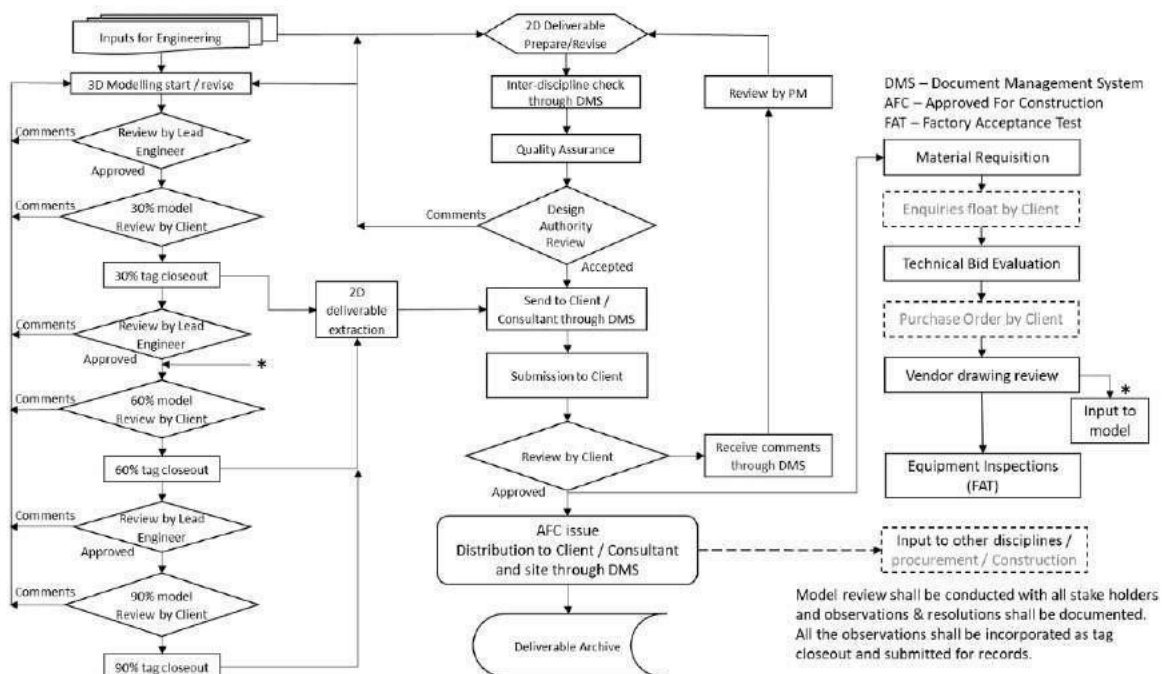 Inputs for Engineering
3D Modelling start / revise
Comments
Review by Lead
Engineer
Approved
Comments
30% model
Review by Client
30% tag closeout
Comments
Review by Lead
Engineer
Approved
*
Comments
60% model
Review by Client
60% tag closeout
Comments
Review by Lead
Engineer
Approved
Comments
90% model
Review by Client
90% tag closeout
2D
deliverable
extraction
2D Deliverable
Prepare/Revise
Inter-discipline check
through DMS
Quality Assurance
Comments
Design
Authority
Review
Accepted
Send to Client /
Consultant through DMS
Submission to Client
Review by Client
Approved
AFC issue
Distribution to Client / Consultant
and site through DMS
Deliverable Archive
Review by PM
Receive comments
through DMS
DMS – Document Management System
AFC – Approved For Construction
FAT – Factory Acceptance Test
Material Requisition
Enquiries float by Client
Technical Bid Evaluation
Purchase Order by Client
Vendor drawing review
*
Input to
model
Equipment Inspections
(FAT)
Input to other disciplines /
procurement / Construction
Model review shall be conducted with all stake holders
and observations & resolutions shall be documented.
All the observations shall be incorporated as tag
closeout and submitted for records.